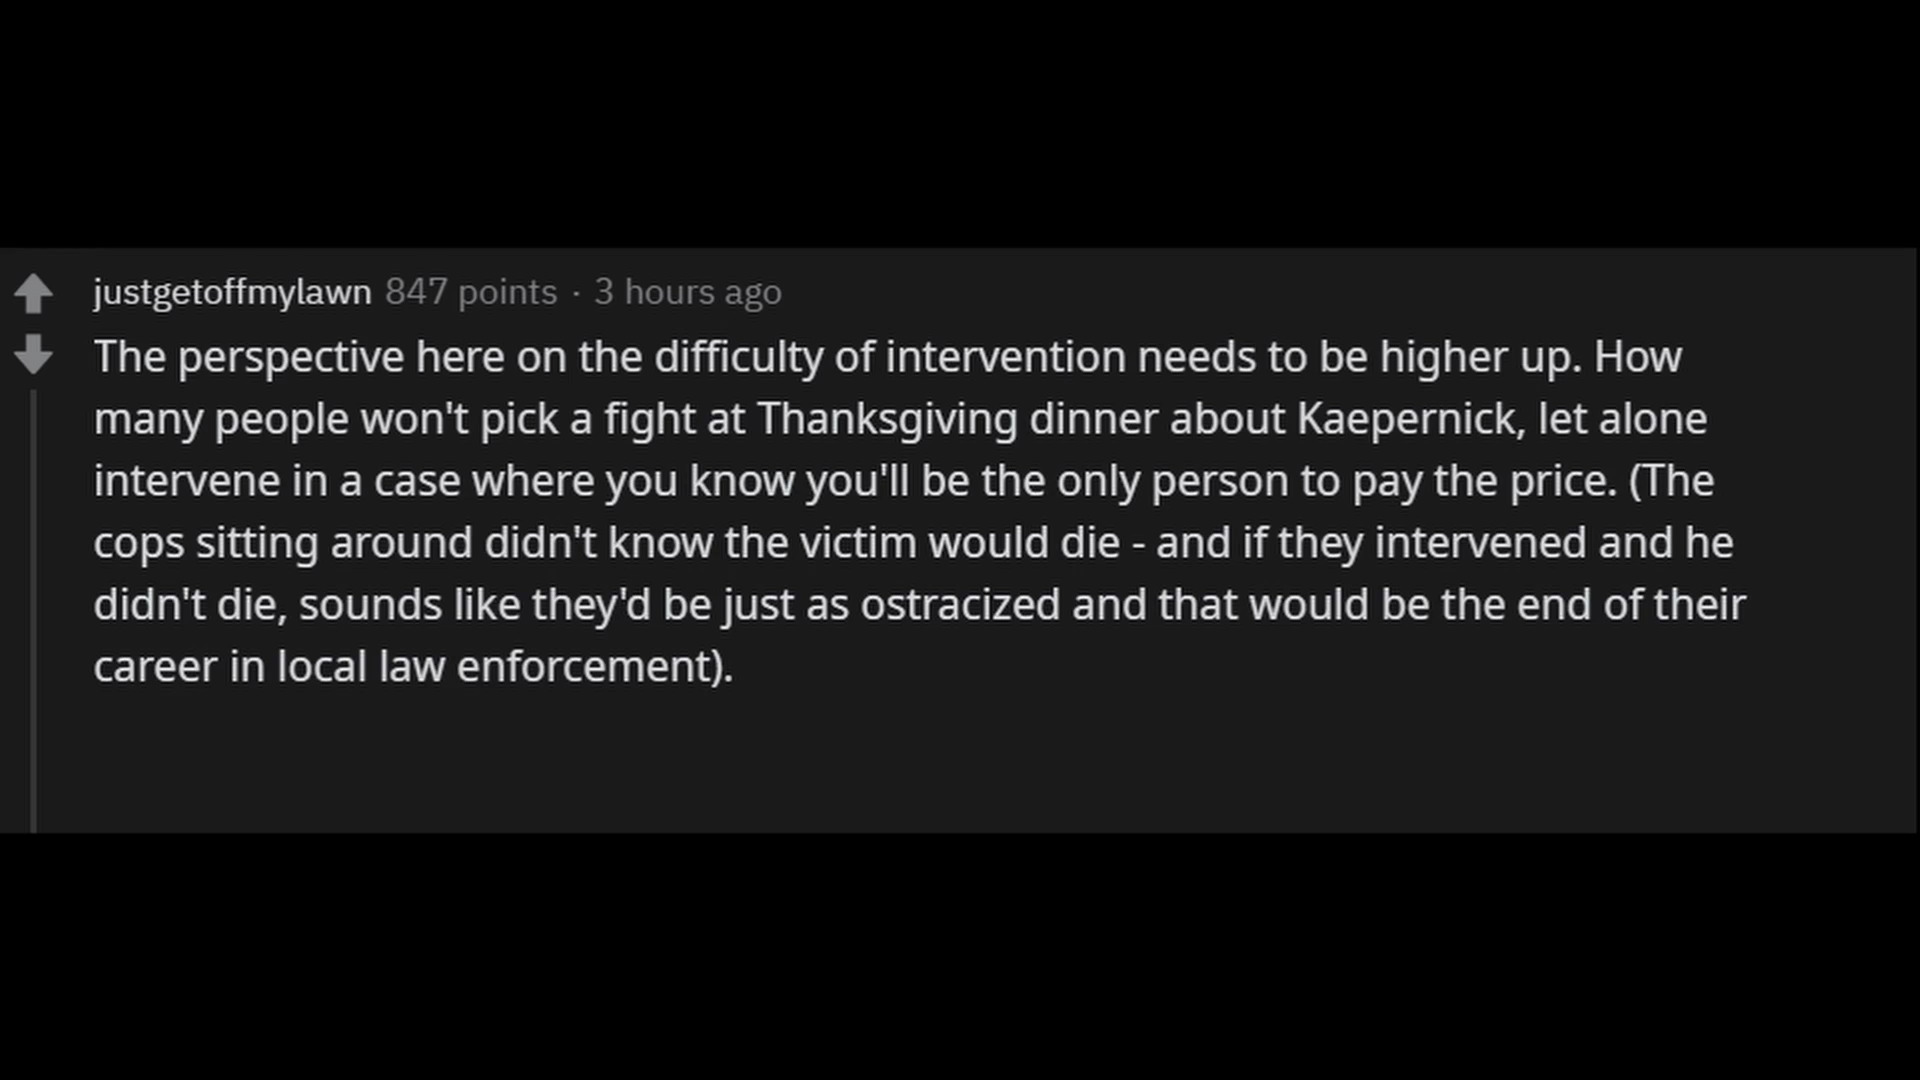 justgetoffmylawn 847 points · 3 hours ago
The perspective here on the difficulty of intervention needs to be higher up. How
many people won't pick a fight at Thanksgiving dinner about Kaepernick, let alone
intervene in a case where you know you'll be the only person to pay the price. (The
cops sitting around didn't know the victim would die - and if they intervened and he
didn't die, sounds like they'd be just as ostracized and that would be the end of their
career in local law enforcement).